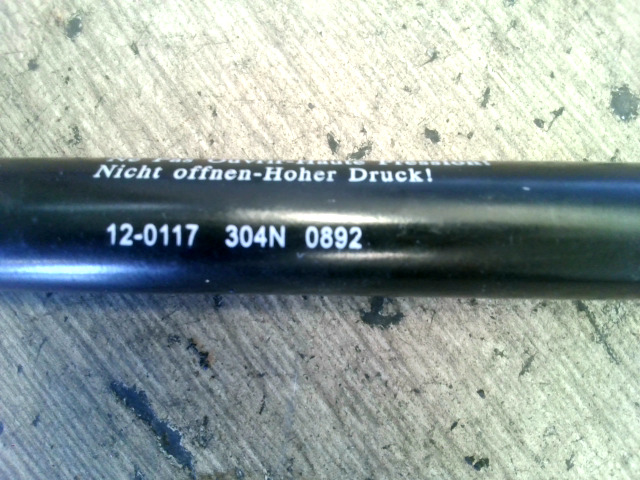 Nicht offnen-Hoher Druck!
12-0117 304N 0892